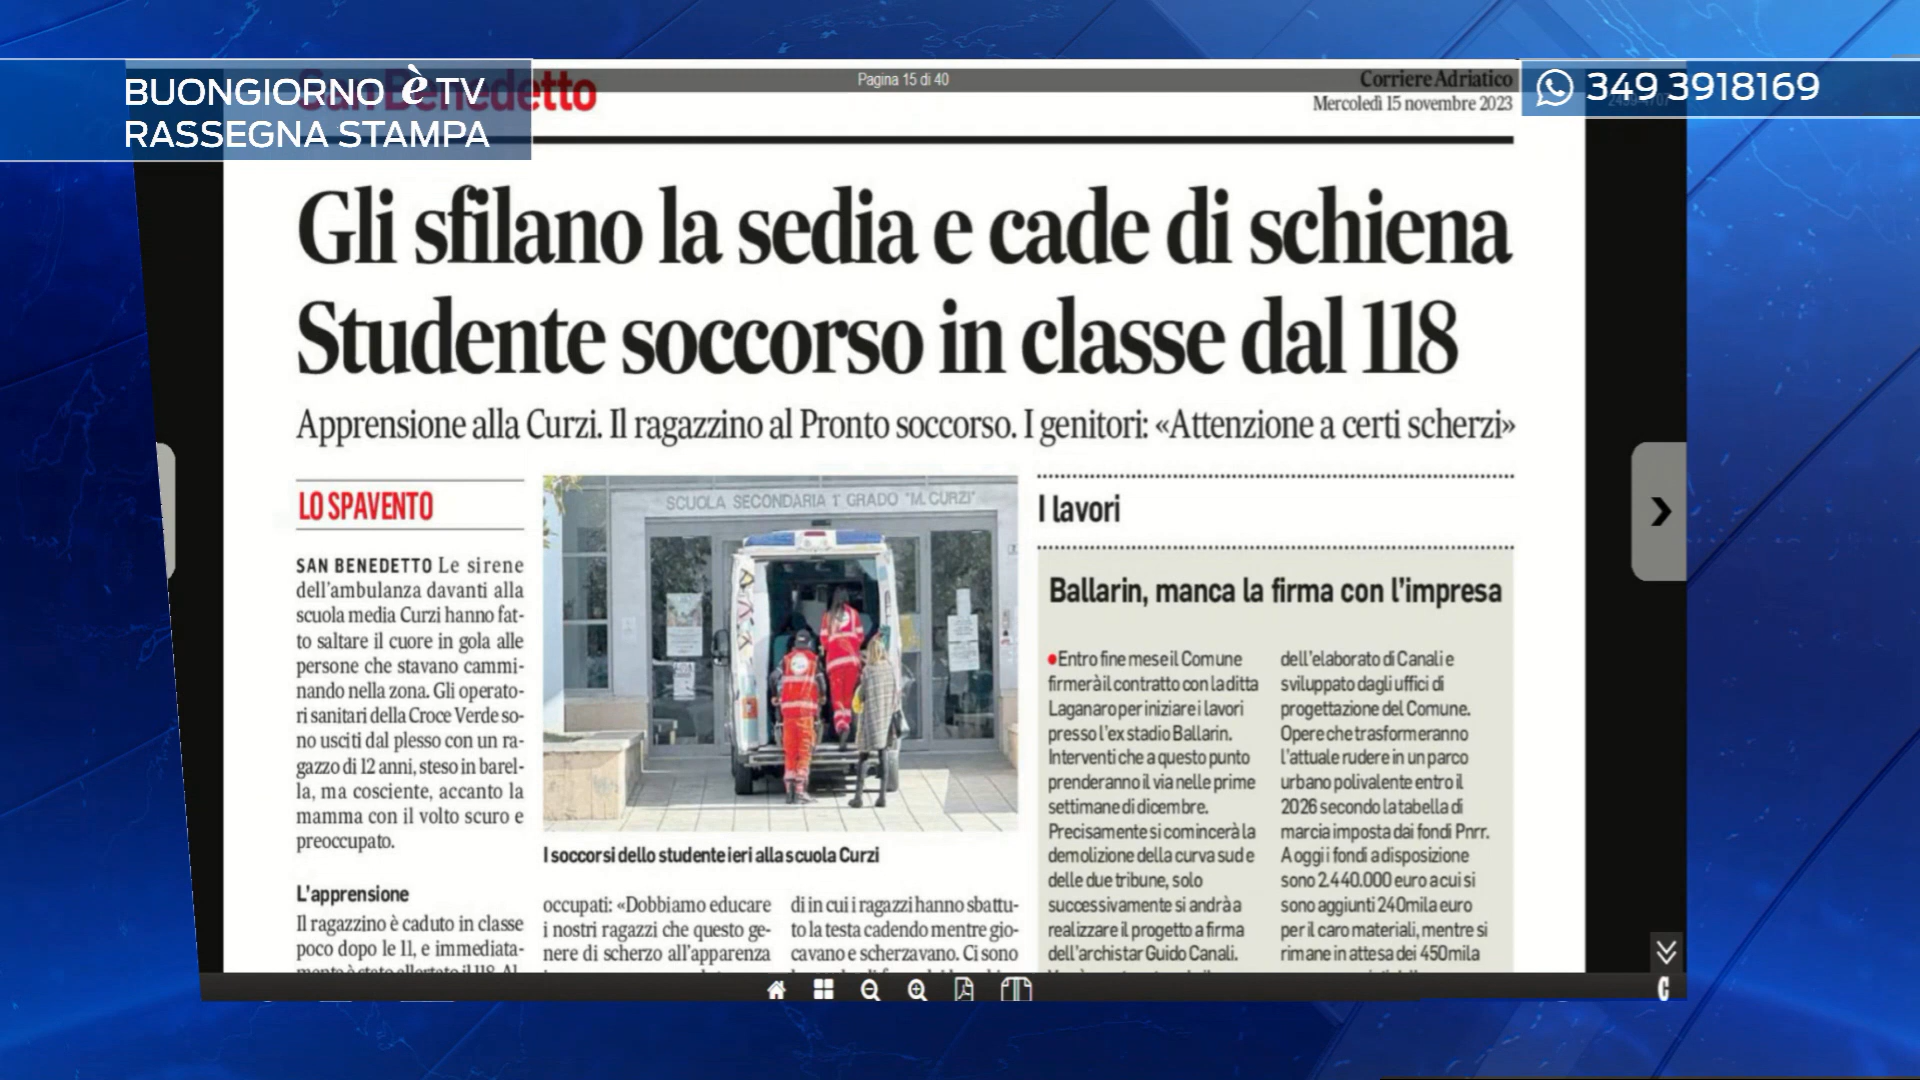 BUONGIORNO è TV
RASSEGNA STAMPA
San Benedetto
Pagina 15 di 40
Corriere Adriatico
Mercoledì 15 novembre 2023
349 3918169
Gli sfilano la sedia e cade di schiena
Studente soccorso in classe dal 118
Apprensione alla Curzi. Il ragazzino al Pronto soccorso. I genitori: «Attenzione a certi scherzi»
LO SPAVENTO
SAN BENEDETTO Le sirene
dell'ambulanza davanti alla
scuola media Curzi hanno fat-
to saltare il cuore in gola alle
persone che stavano cammi-
nando nella zona. Gli operato-
ri sanitari della Croce Verde so-
no usciti dal plesso con un ra-
gazzo di 12 anni, steso in barel-
la, ma cosciente, accanto la
mamma con il volto scuro e
preoccupato.
L'apprensione
Il ragazzino è caduto in classe
poco dopo le 11, e immediata-
mente è stato allertato il 118. Al-
SCUOLA SECONDARIA 1° GRADO "M. CURZI"
I soccorsi dello studente ieri alla scuola Curzi
occupati: «Dobbiamo educare
i nostri ragazzi che questo ge-
nere di scherzo all'apparenza
di in cui i ragazzi hanno sbattu-
to la testa cadendo mentre gio-
cavano e scherzavano. Ci sono
I lavori
Ballarin, manca la firma con l'impresa
●Entro fine mese il Comune
firmerà il contratto con la ditta
Laganaro per iniziare i lavori
presso l'ex stadio Ballarin.
Interventi che a questo punto
prenderanno il via nelle prime
settimane di dicembre.
Precisamente si comincerà la
demolizione della curva sud e
delle due tribune, solo
successivamente si andrà a
realizzare il progetto a firma
dell'archistar Guido Canali.
dell'elaborato di Canali e
sviluppato dagli uffici di
progettazione del Comune.
Opere che trasformeranno
l'attuale rudere in un parco
urbano polivalente entro il
2026 secondo la tabella di
marcia imposta dai fondi Pnrr.
A oggi i fondi a disposizione
sono 2.440.000 euro a cui si
sono aggiunti 240mila euro
per il caro materiali, mentre si
rimane in attesa dei 450mila